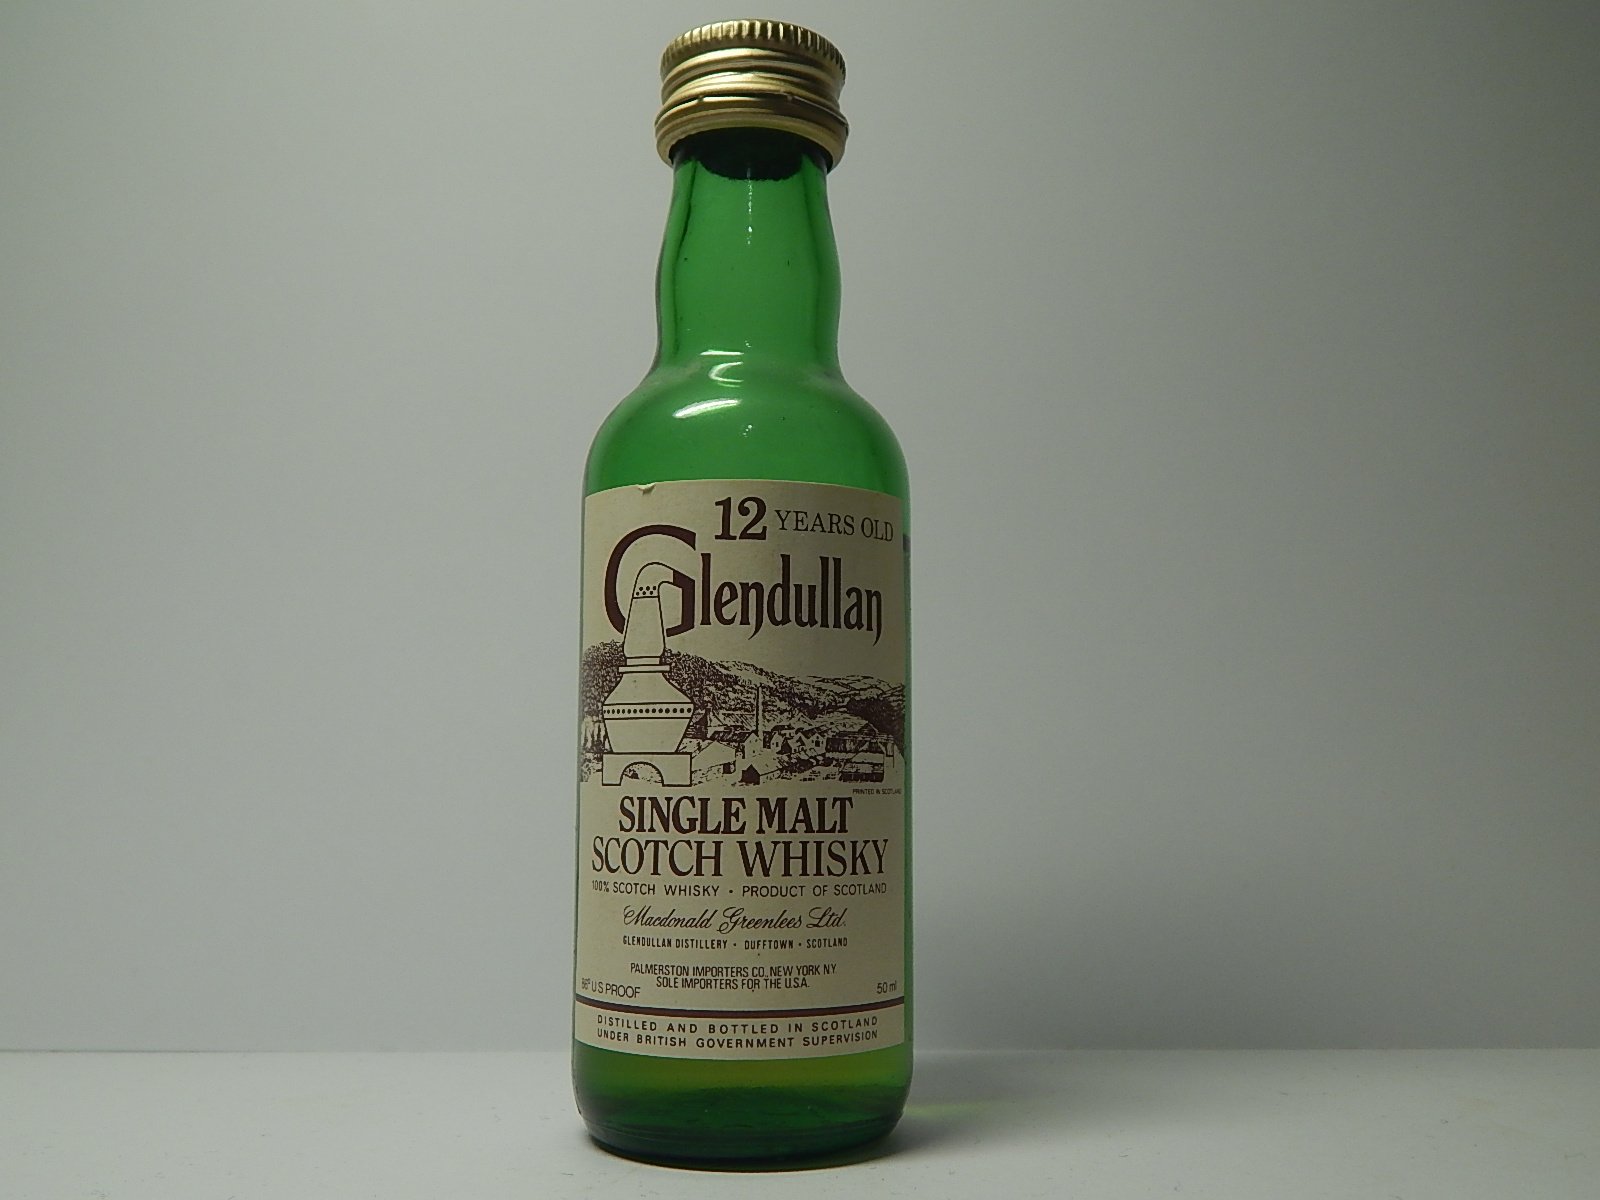 12 YEARS OLD
Glendullan
PRINTED IN SCOTLAND
SINGLE MALT
SCOTCH WHISKY
100% SCOTCH WHISKY • PRODUCT OF SCOTLAND
Macdonald Greenlees Ltd.
GLENDULLAN DISTILLERY • DUFFTOWN • SCOTLAND
PALMERSTON IMPORTERS CO., NEW YORK NY
SOLE IMPORTERS FOR THE U.S.A.
86° US PROOF 50 ml
DISTILLED AND BOTTLED IN SCOTLAND
UNDER BRITISH GOVERNMENT SUPERVISION